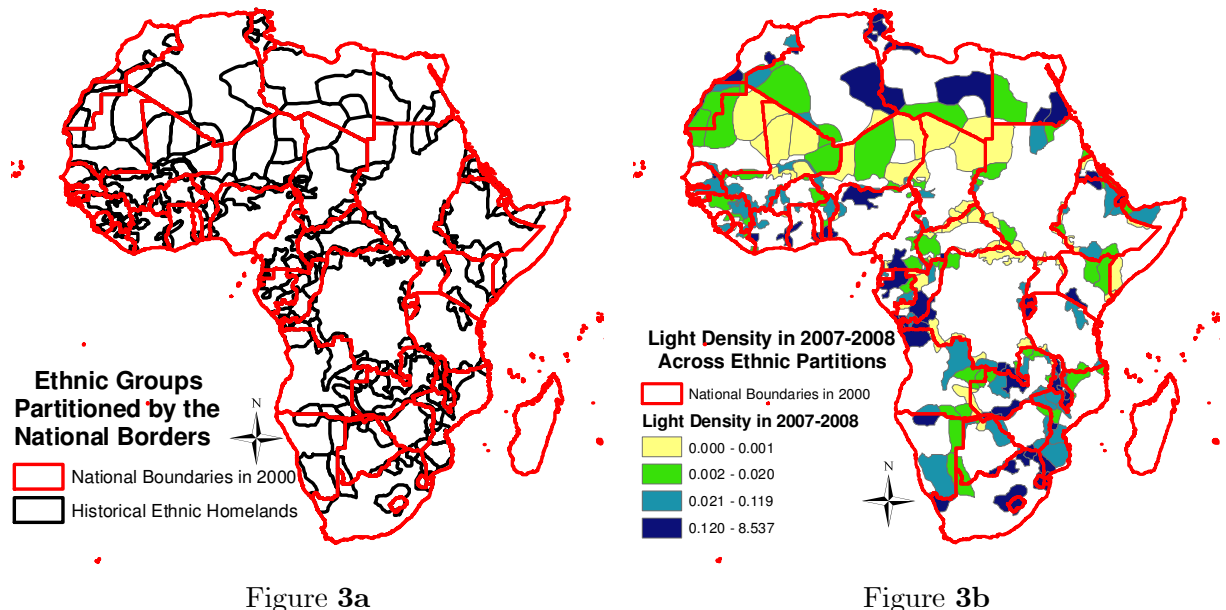 Ethnic Groups
Partitioned by the
National Borders
N
National Boundaries in 2000
Historical Ethnic Homelands
Figure 3a
Light Density in 2007-2008
Across Ethnic Partitions
National Boundaries in 2000
Light Density in 2007-2008
0.000 - 0.001
0.002 - 0.020
0.021 - 0.119
0.120 - 8.537
N
Figure 3b